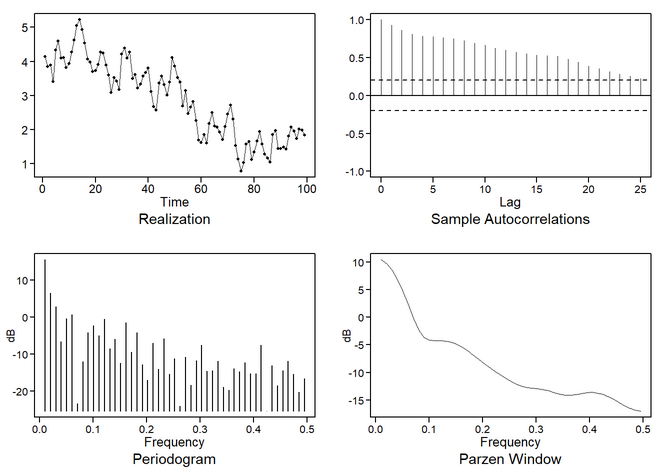 5
4
3
2
1
0 20 40 60 80 100
Time
Realization
1.0
0.5
0.0
-0.5
-1.0
0 5 10 15 20 25
Lag
Sample Autocorrelations
10
0
-10
-20
dB
0.0 0.1 0.2 0.3 0.4 0.5
Frequency
Periodogram
10
5
0
-5
-10
-15
dB
0.0 0.1 0.2 0.3 0.4 0.5
Frequency
Parzen Window